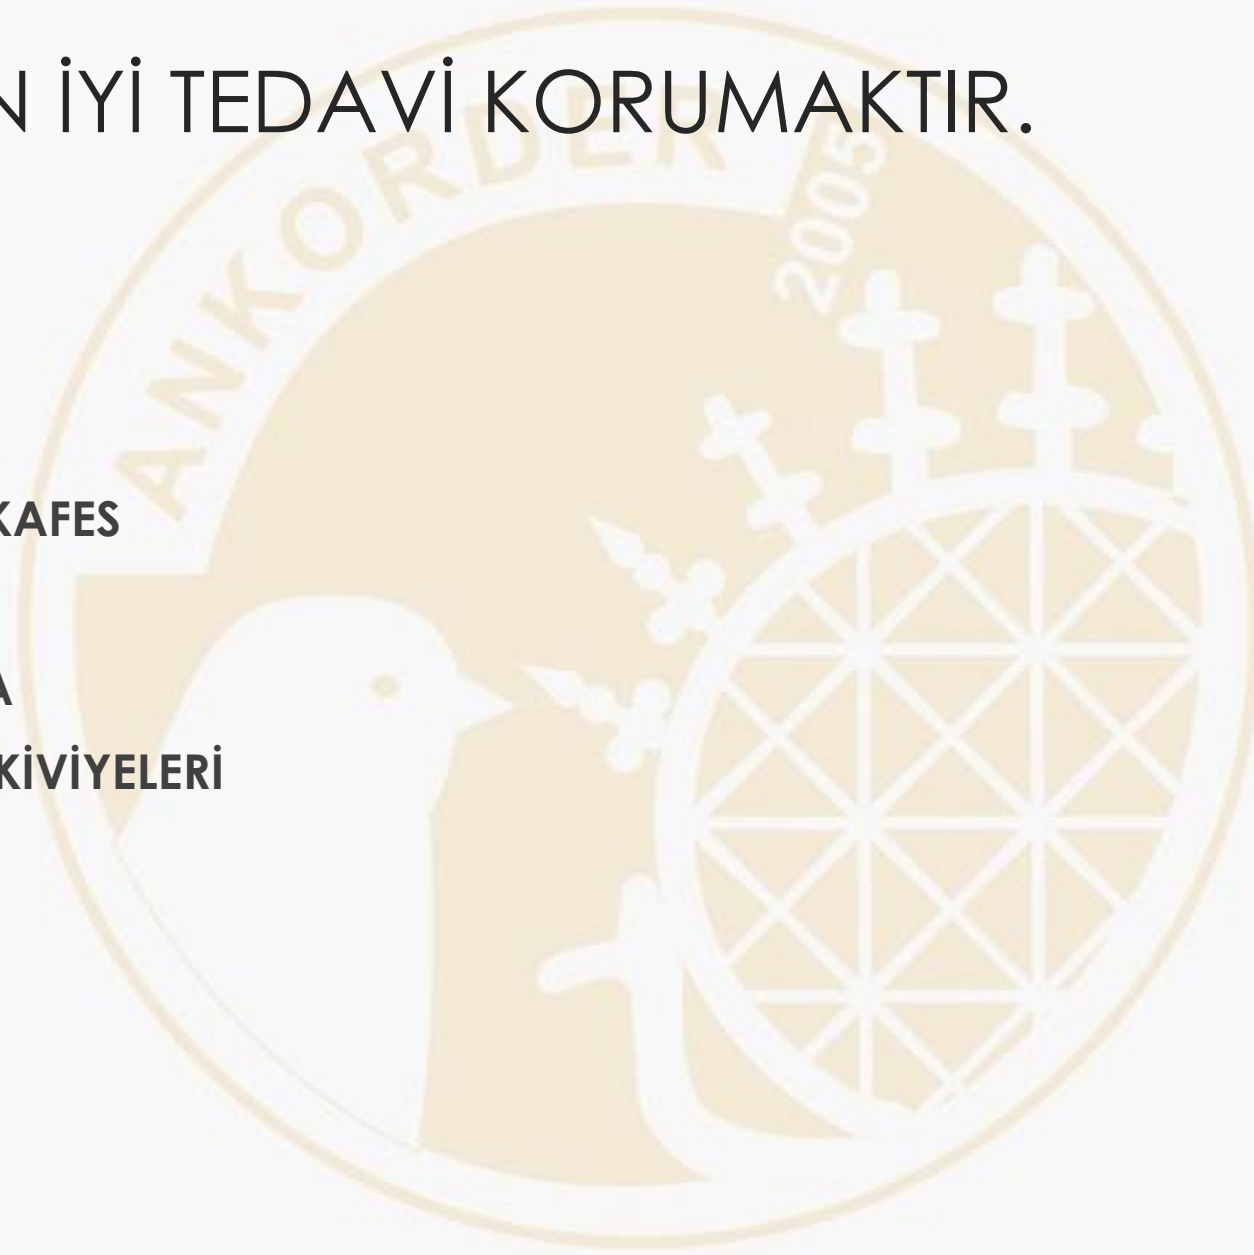 N İYİ TEDAVİ KORUMAKTIR.
ANKORDER
2005
KAFES
A
KİVİYELERİ